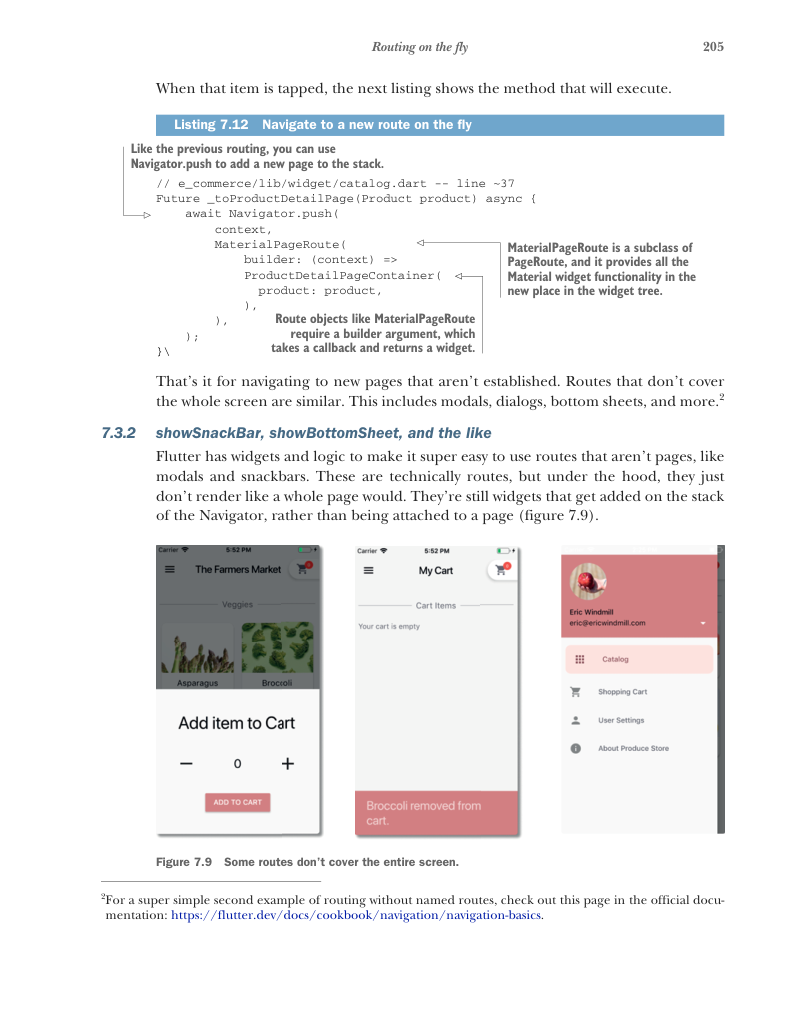 Routing on the fly 205
When that item is tapped, the next listing shows the method that will execute.
Listing 7.12 Navigate to a new route on the fly
Like the previous routing, you can use
Navigator.push to add a new page to the stack.
// e_commerce/lib/widget/catalog.dart -- line ~37
Future _toProductDetailPage(Product product) async {
await Navigator.push(
context,
MaterialPageRoute(
builder: (context) =>
ProductDetailPageContainer(
product: product,
),
),
);
}\
MaterialPageRoute is a subclass of
PageRoute, and it provides all the
Material widget functionality in the
new place in the widget tree.
Route objects like MaterialPageRoute
require a builder argument, which
takes a callback and returns a widget.
That's it for navigating to new pages that aren't established. Routes that don't cover
the whole screen are similar. This includes modals, dialogs, bottom sheets, and more.2
7.3.2 showSnackBar, showBottomSheet, and the like
Flutter has widgets and logic to make it super easy to use routes that aren't pages, like
modals and snackbars. These are technically routes, but under the hood, they just
don't render like a whole page would. They're still widgets that get added on the stack
of the Navigator, rather than being attached to a page (figure 7.9).
Carrier 5:52 PM
The Farmers Market
Veggies
Asparagus Broccoli
Add item to Cart
0
ADD TO CART
Carrier 5:52 PM
My Cart
Cart Items
Your cart is empty
Broccoli removed from
cart.
Eric Windmill
eric@ericwindmill.com
Catalog
Shopping Cart
User Settings
About Produce Store
Figure 7.9 Some routes don't cover the entire screen.
2For a super simple second example of routing without named routes, check out this page in the official docu-
mentation: https://flutter.dev/docs/cookbook/navigation/navigation-basics.